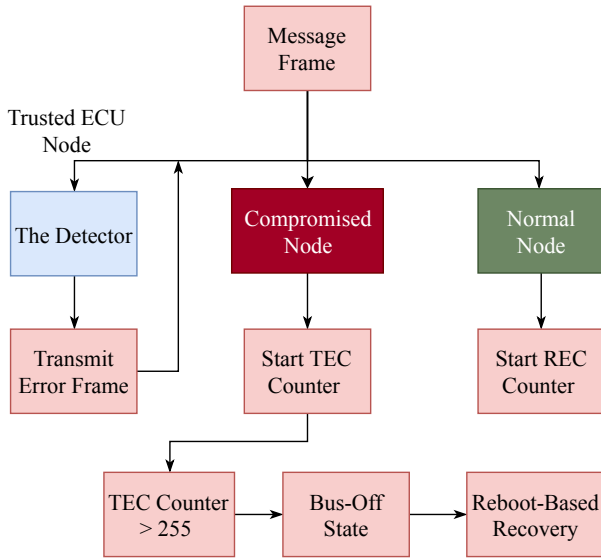 Message
Frame
Trusted ECU
Node
The Detector
Compromised
Node
Normal
Node
Transmit
Error Frame
Start TEC
Counter
Start REC
Counter
TEC Counter
> 255
Bus-Off
State
Reboot-Based
Recovery